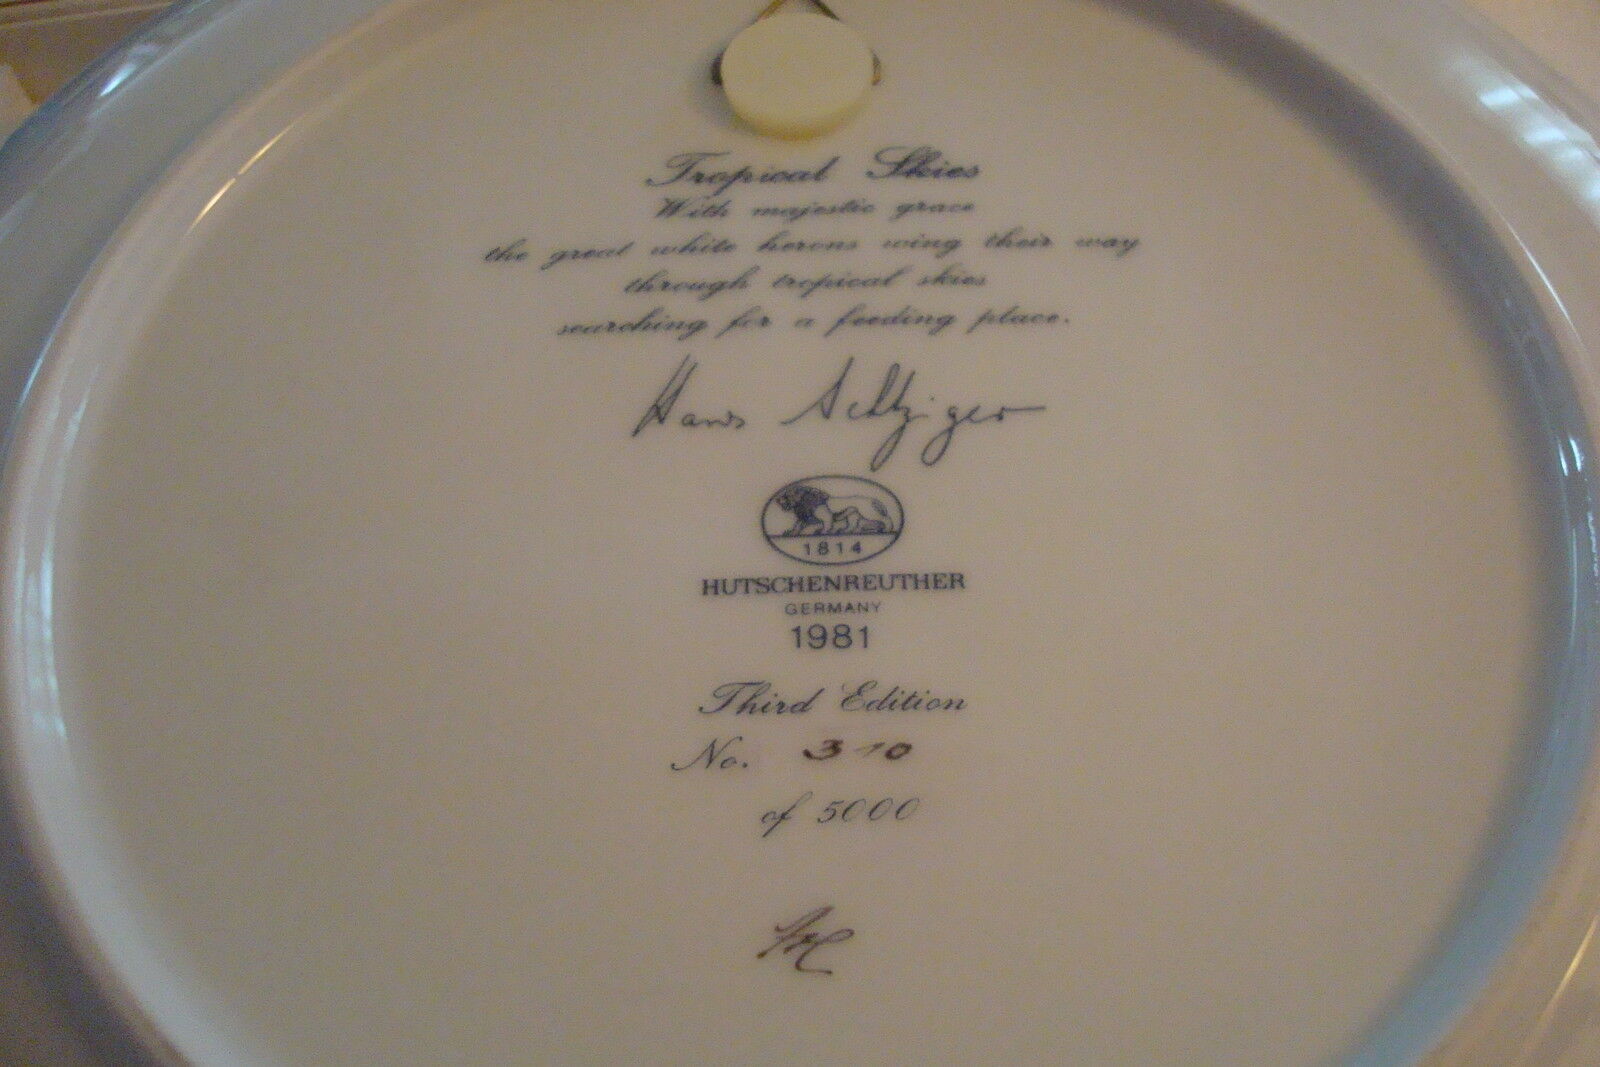 Tropical Skies
With majestic grace
the great white herons wing their way
through tropical skies
searching for a feeding place.
Hans Achtziger
1814
HUTSCHENREUTHER
GERMANY
1981
Third Edition
No. 310
of 5000